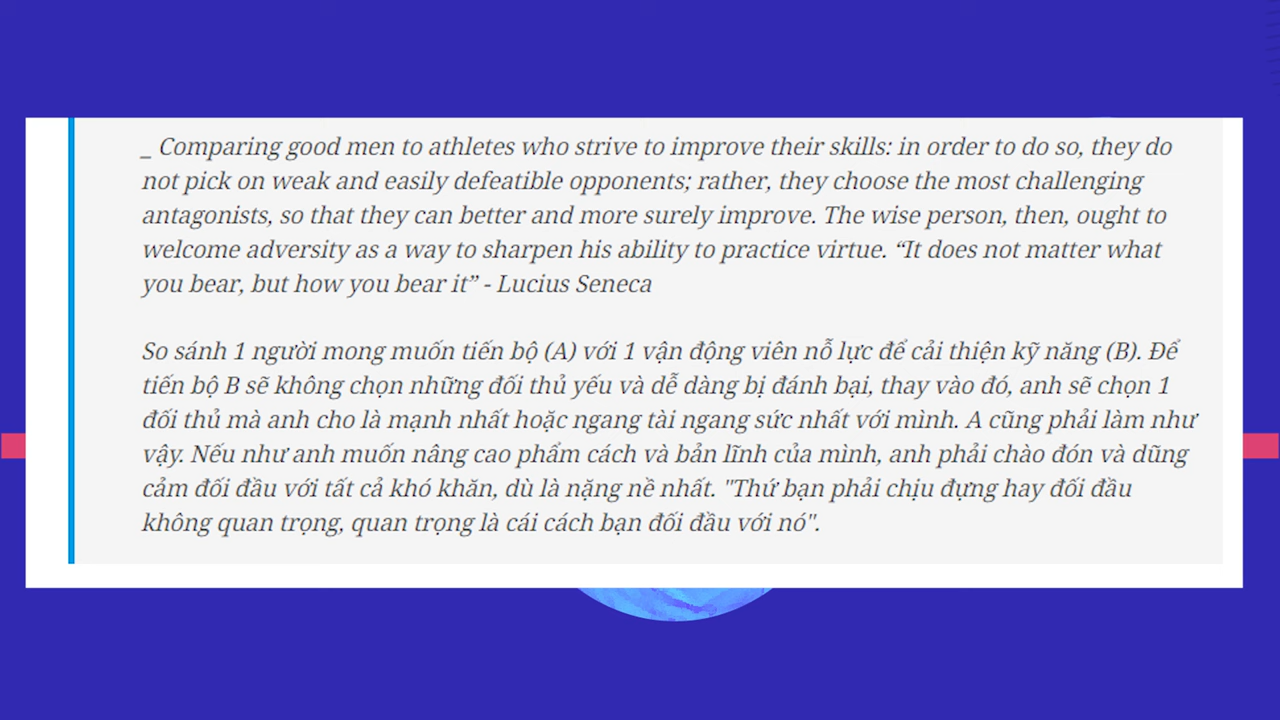 _ Comparing good men to athletes who strive to improve their skills: in order to do so, they do
not pick on weak and easily defeatible opponents; rather, they choose the most challenging
antagonists, so that they can better and more surely improve. The wise person, then, ought to
welcome adversity as a way to sharpen his ability to practice virtue. “It does not matter what
you bear, but how you bear it” - Lucius Seneca
So sánh 1 người mong muốn tiến bộ (A) với 1 vận động viên nỗ lực để cải thiện kỹ năng (B). Để
tiến bộ B sẽ không chọn những đối thủ yếu và dễ dàng bị đánh bại, thay vào đó, anh sẽ chọn 1
đối thủ mà anh cho là mạnh nhất hoặc ngang tài ngang sức nhất với mình. A cũng phải làm như
vậy. Nếu như anh muốn nâng cao phẩm cách và bản lĩnh của mình, anh phải chào đón và dũng
cảm đối đầu với tất cả khó khăn, dù là nặng nề nhất. "Thứ bạn phải chịu đựng hay đối đầu
không quan trọng, quan trọng là cái cách bạn đối đầu với nó".